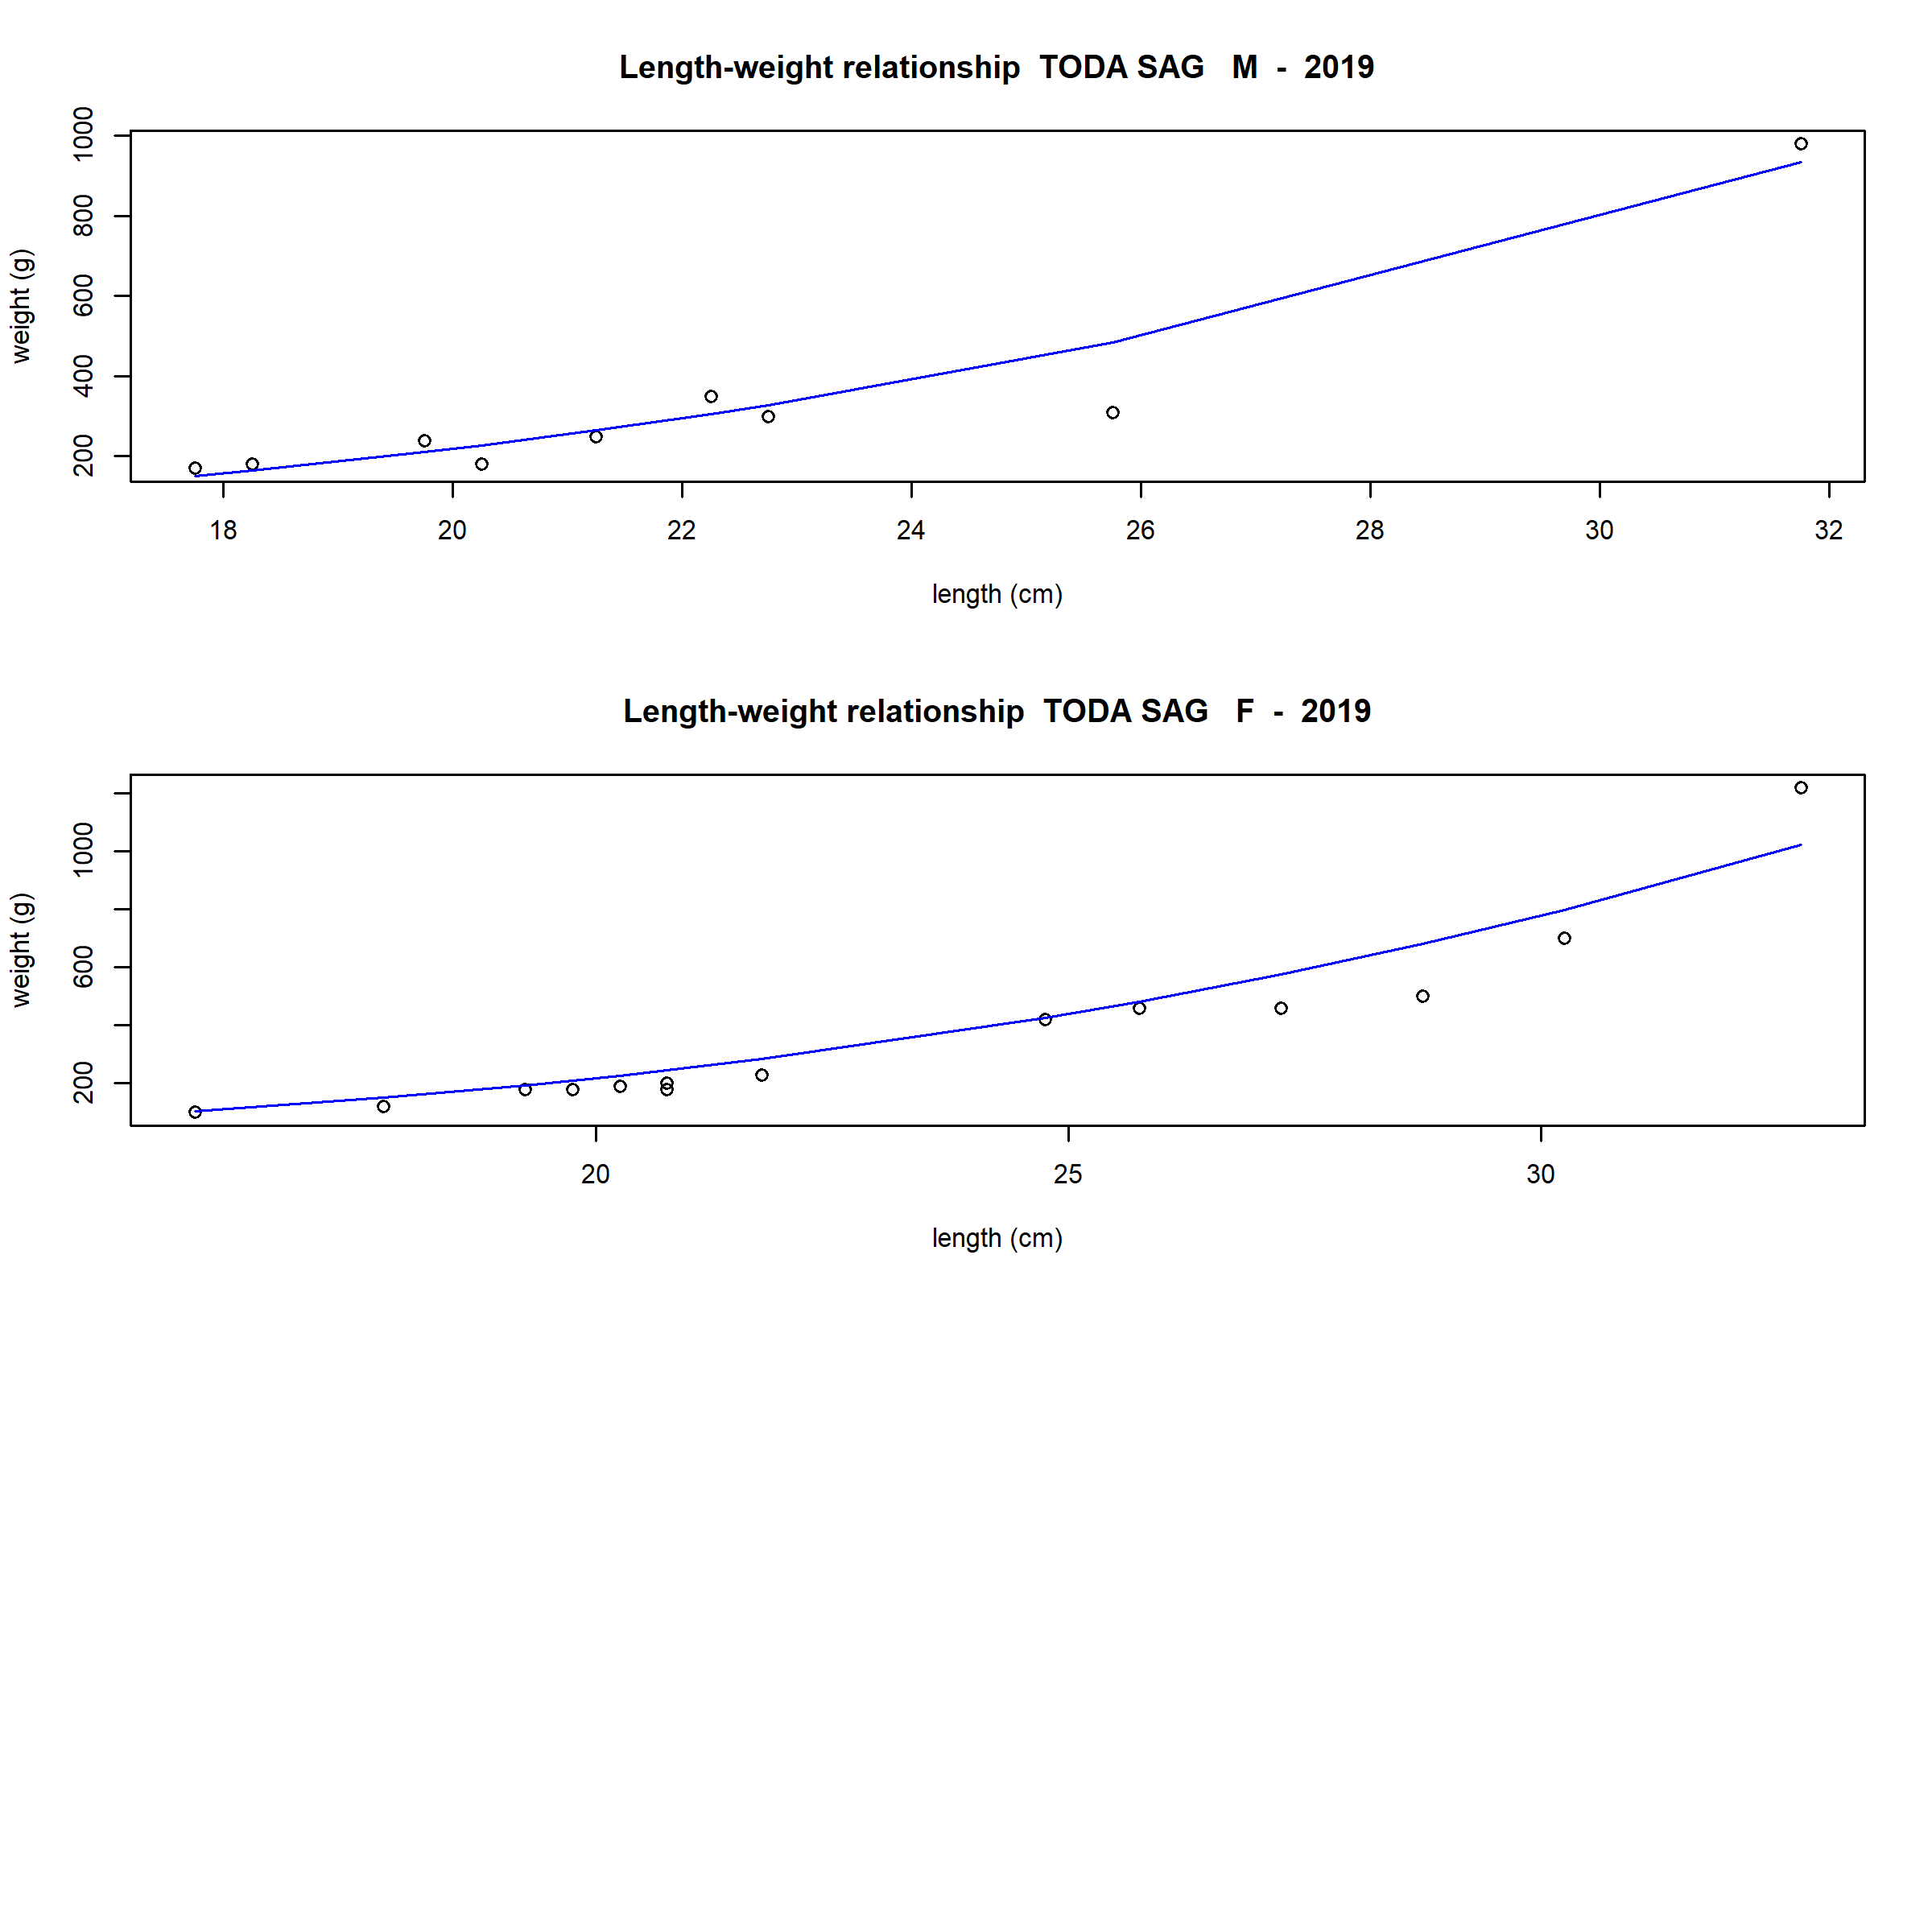 Length-weight relationship TODA SAG M - 2019
weight (g)
1000
800
600
400
200
18 20 22 24 26 28 30 32
length (cm)
Length-weight relationship TODA SAG F - 2019
weight (g)
1000
600
200
20 25 30
length (cm)